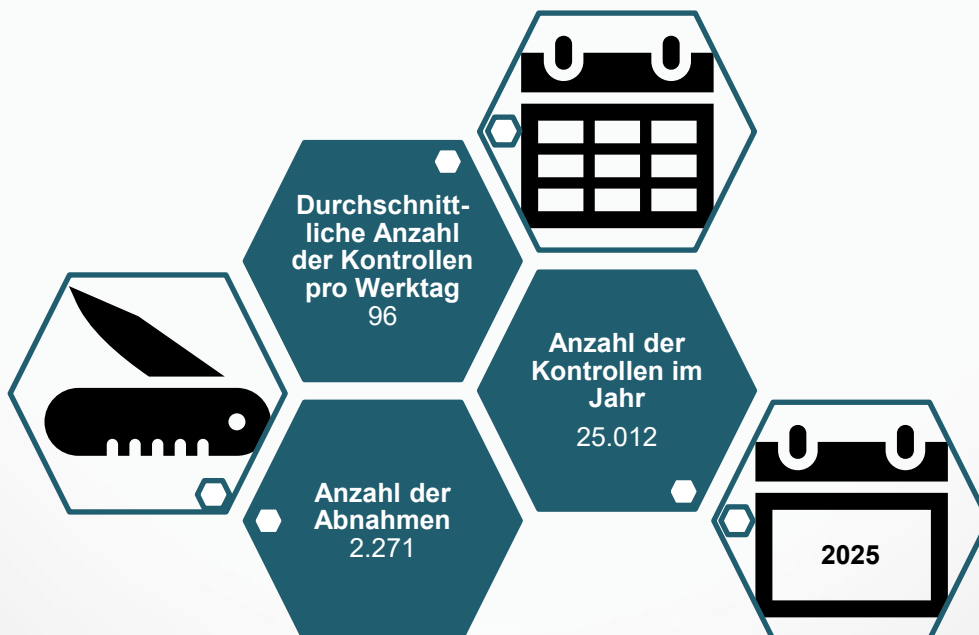 Durchschnitt-
liche Anzahl
der Kontrollen
pro Werktag
96
Anzahl der
Kontrollen im
Jahr
25.012
Anzahl der
Abnahmen
2.271
2025